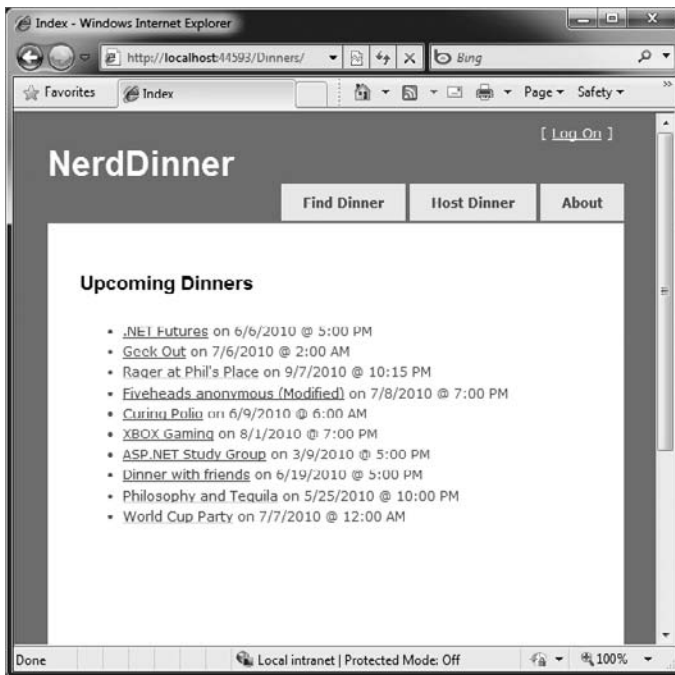 Index - Windows Internet Explorer
http://localhost:44593/Dinners/
Bing
Favorites
Index
Page
Safety
»
[ Log On ]
NerdDinner
Find Dinner
Host Dinner
About
Upcoming Dinners
• .NET Futures on 6/6/2010 @ 5:00 PM
• Geek Out on 7/6/2010 @ 2:00 AM
• Rager at Phil's Place on 9/7/2010 @ 10:15 PM
• Fiveheads anonymous (Modified) on 7/8/2010 @ 7:00 PM
• Curing Polio on 6/9/2010 @ 6:00 AM
• XBOX Gaming on 8/1/2010 @ 7:00 PM
• ASP.NET Study Group on 3/9/2010 @ 5:00 PM
• Dinner with friends on 6/19/2010 @ 5:00 PM
• Philosophy and Tequila on 5/25/2010 @ 10:00 PM
• World Cup Party on 7/7/2010 @ 12:00 AM
Done
Local intranet | Protected Mode: Off
100%